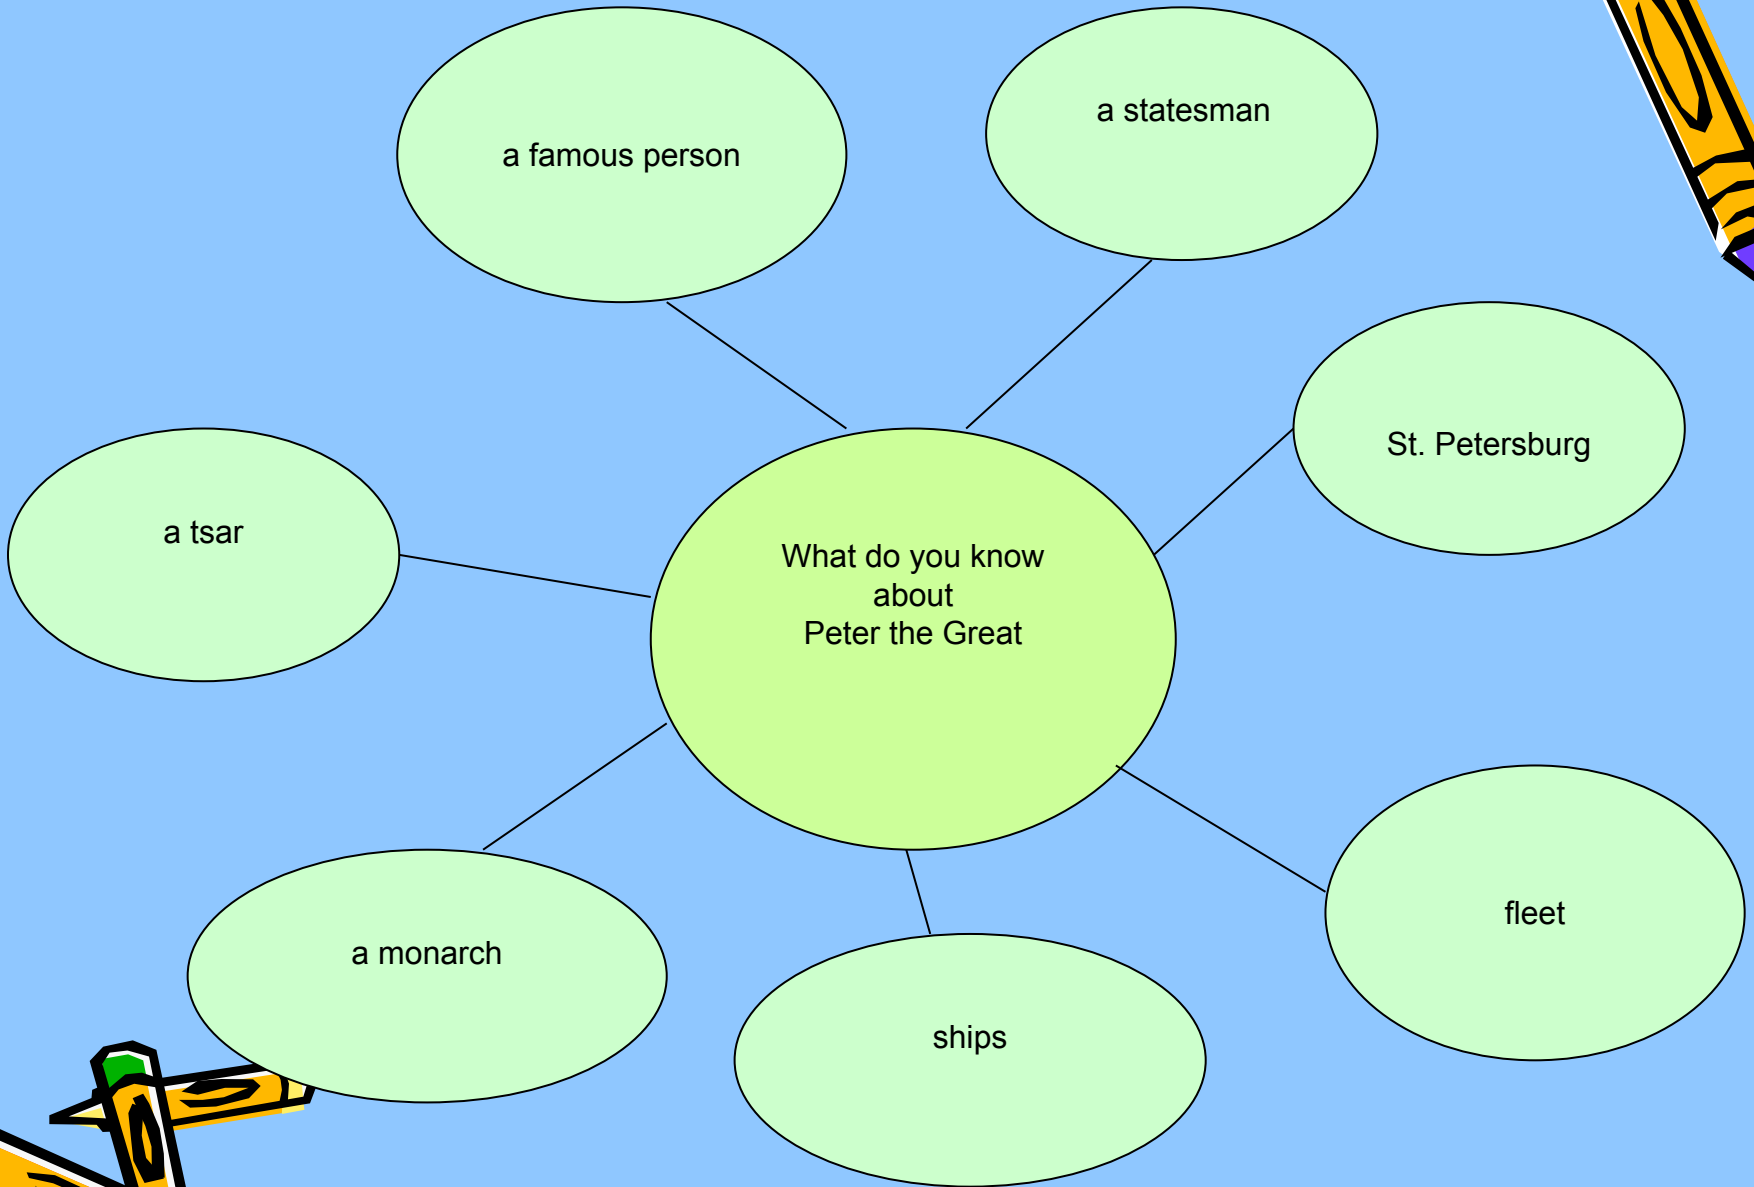 a famous person
a statesman
St. Petersburg
a tsar
What do you know
about
Peter the Great
fleet
a monarch
ships